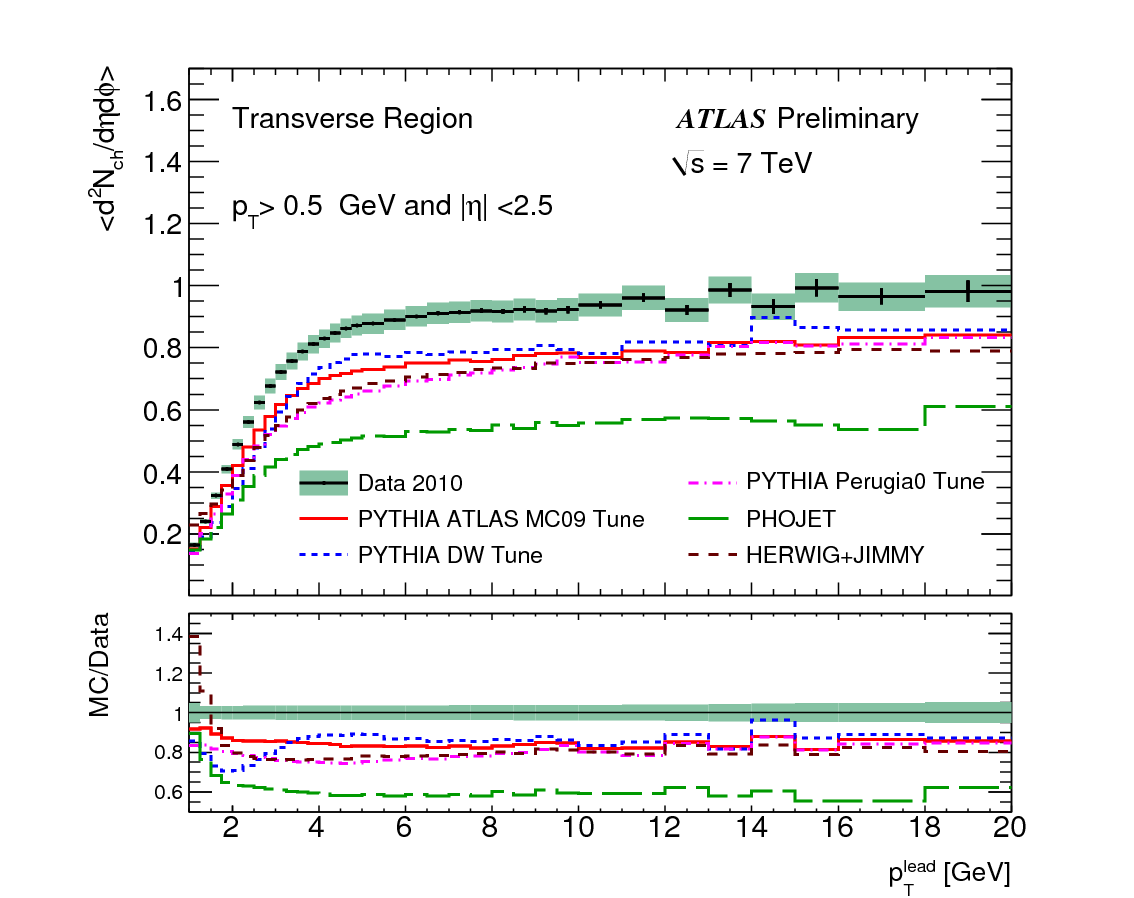 <d²N_ch/dηdϕ>
1.6
1.4
1.2
1
0.8
0.6
0.4
0.2
Transverse Region
ATLAS Preliminary
√s = 7 TeV
p_T> 0.5 GeV and |η| <2.5
Data 2010
PYTHIA ATLAS MC09 Tune
PYTHIA DW Tune
PYTHIA Perugia0 Tune
PHOJET
HERWIG+JIMMY
MC/Data
1.4
1.2
1
0.8
0.6
2 4 6 8 10 12 14 16 18 20
p_T^lead [GeV]